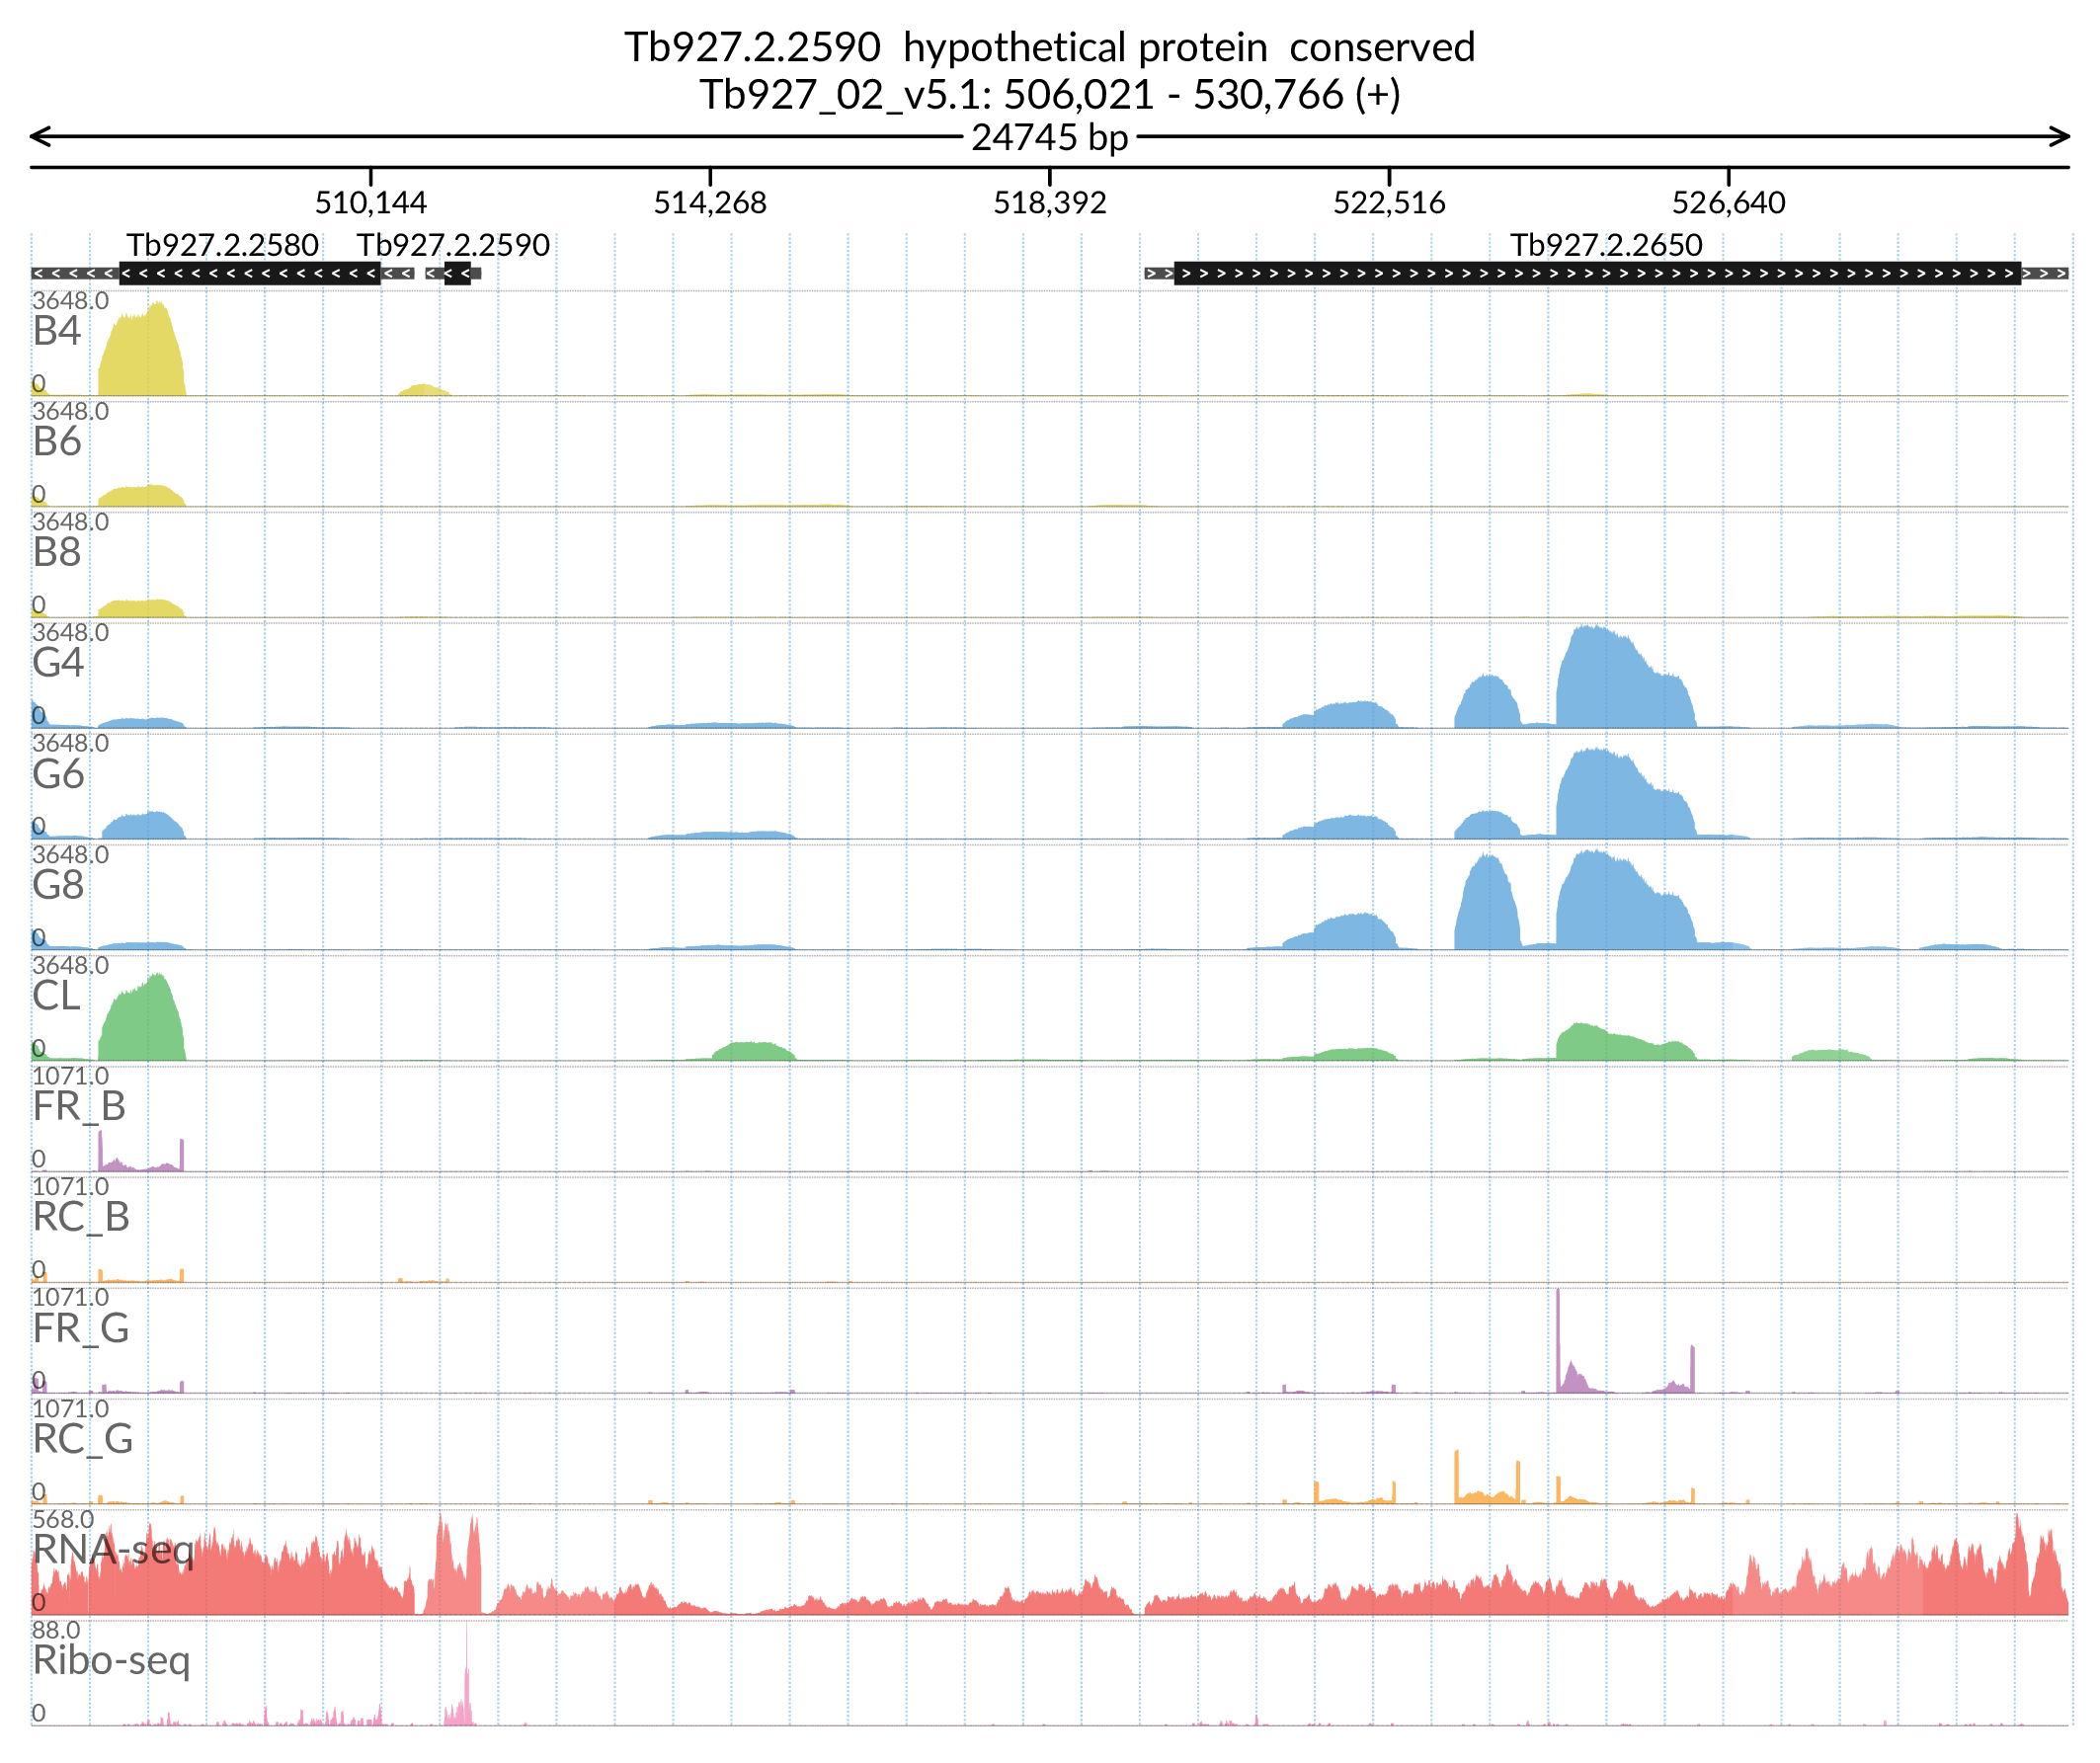 Tb927.2.2590 hypothetical protein conserved
Tb927_02_v5.1: 506,021 - 530,766 (+)
24745 bp
510,144 514,268 518,392 522,516 526,640
Tb927.2.2580 Tb927.2.2590 Tb927.2.2650
3648.0
B4
0
3648.0
B6
0
3648.0
B8
0
3648.0
G4
0
3648.0
G6
0
3648.0
G8
0
3648.0
CL
0
1071.0
FR_B
0
1071.0
RC_B
0
1071.0
FR_G
0
1071.0
RC_G
0
568.0
RNA-seq
0
88.0
Ribo-seq
0